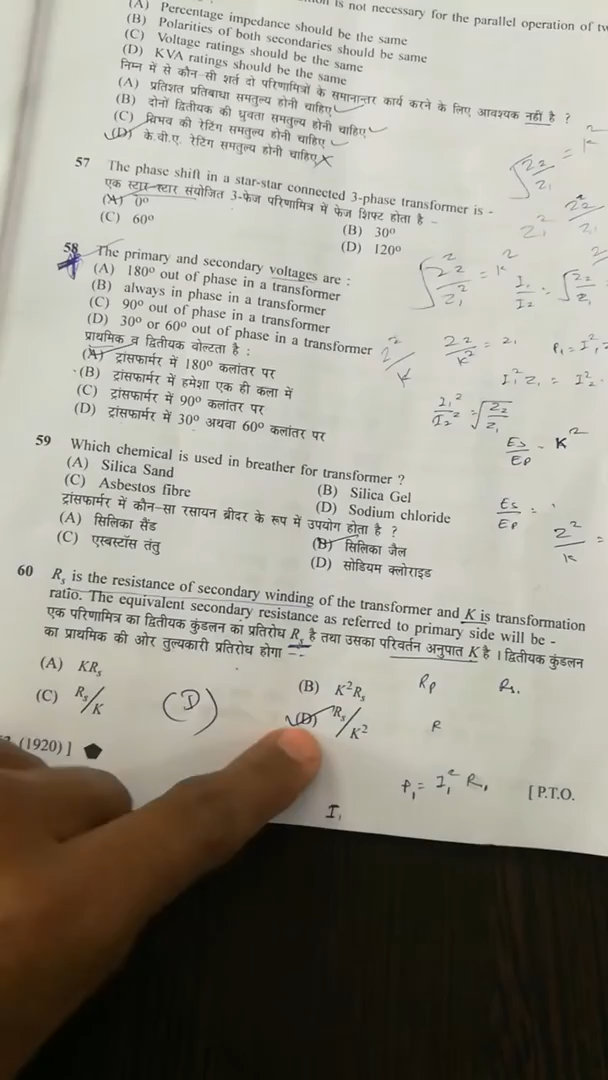 is not necessary for the parallel operation of
(A) Percentage impedance should be the same
(B) Polarities of both secondaries should be same
(C) Voltage ratings should be the same
(D) KVA ratings should be the same
निम्न में से कौन-सी शर्त दो परिणामित्रों के समानान्तर कार्य करने के लिए आवश्यक नहीं है ?
(A) प्रतिशत प्रतिबाधा समतुल्य होनी चाहिए
(B) दोनों द्वितीयक की ध्रुवता समतुल्य होनी चाहिए
(C) विभव की रेटिंग समतुल्य होनी चाहिए
(D) के.वी.ए. रेटिंग समतुल्य होनी चाहिए
57 The phase shift in a star-star connected 3-phase transformer is -
एक स्टार-स्टार संयोजित 3-फेज परिणामित्र में फेज शिफ्ट होता है -
(A) 0°
(B) 30°
(C) 60°
(D) 120°
58 The primary and secondary voltages are :
(A) 180° out of phase in a transformer
(B) always in phase in a transformer
(C) 90° out of phase in a transformer
(D) 30° or 60° out of phase in a transformer
प्राथमिक व द्वितीयक वोल्टता है :
(A) ट्रांसफार्मर में 180° कलांतर पर
(B) ट्रांसफार्मर में हमेशा एक ही कला में
(C) ट्रांसफार्मर में 90° कलांतर पर
(D) ट्रांसफार्मर में 30° अथवा 60° कलांतर पर
59 Which chemical is used in breather for transformer ?
(A) Silica Sand
(B) Silica Gel
(C) Asbestos fibre
(D) Sodium chloride
ट्रांसफार्मर में कौन-सा रसायन ब्रीदर के रूप में उपयोग होता है ?
(A) सिलिका सैंड
(B) सिलिका जैल
(C) एस्बस्टॉस तंतु
(D) सोडियम क्लोराइड
60 Rs is the resistance of secondary winding of the transformer and K is transformation
ratio. The equivalent secondary resistance as referred to primary side will be -
एक परिणामित्र का द्वितीयक कुंडलन का प्रतिरोध Rs है तथा उसका परिवर्तन अनुपात K है । द्वितीयक कुंडलन
का प्राथमिक की ओर तुल्यकारी प्रतिरोध होगा -
(A) KRs
(B) K²Rs
Rp Rs.
(C) Rs/K
(D)
(D) Rs/K²
R
(1920) ]
P₁ = I₁² R₁
[ P.T.O.
I₁